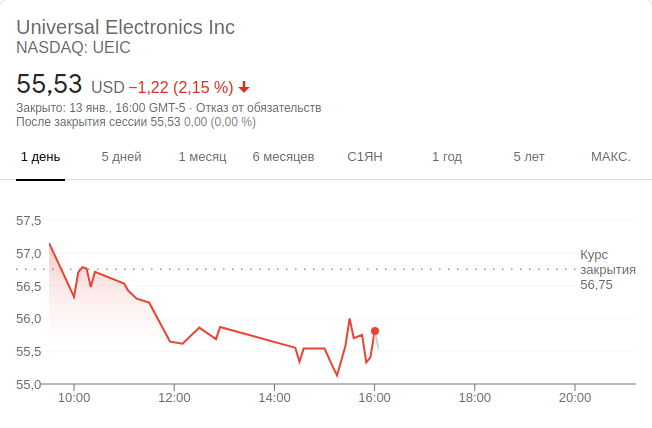 Universal Electronics Inc
NASDAQ: UEIC
55,53 USD −1,22 (2,15 %)
Закрыто: 13 янв., 16:00 GMT-5 · Отказ от обязательств
После закрытия сессии 55,53 0,00 (0,00 %)
1 день 5 дней 1 месяц 6 месяцев С1ЯН 1 год 5 лет МАКС.
57,5
57,0
56,5
56,0
55,5
55,0
Курс
закрытия
56,75
10:00 12:00 14:00 16:00 18:00 20:00